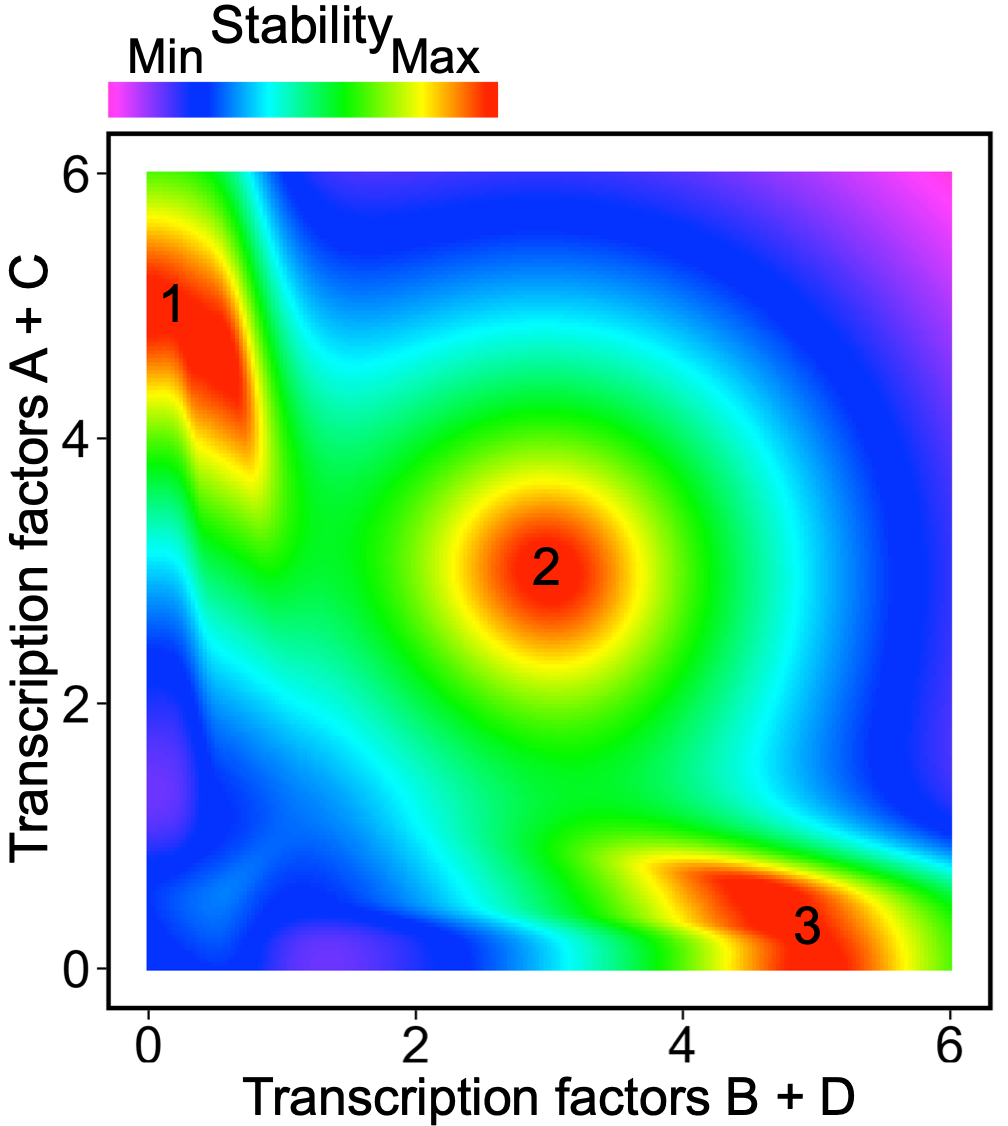 Stability
Min Max
Transcription factors A + C
6
1
4
2
2
3
0
0 2 4 6
Transcription factors B + D